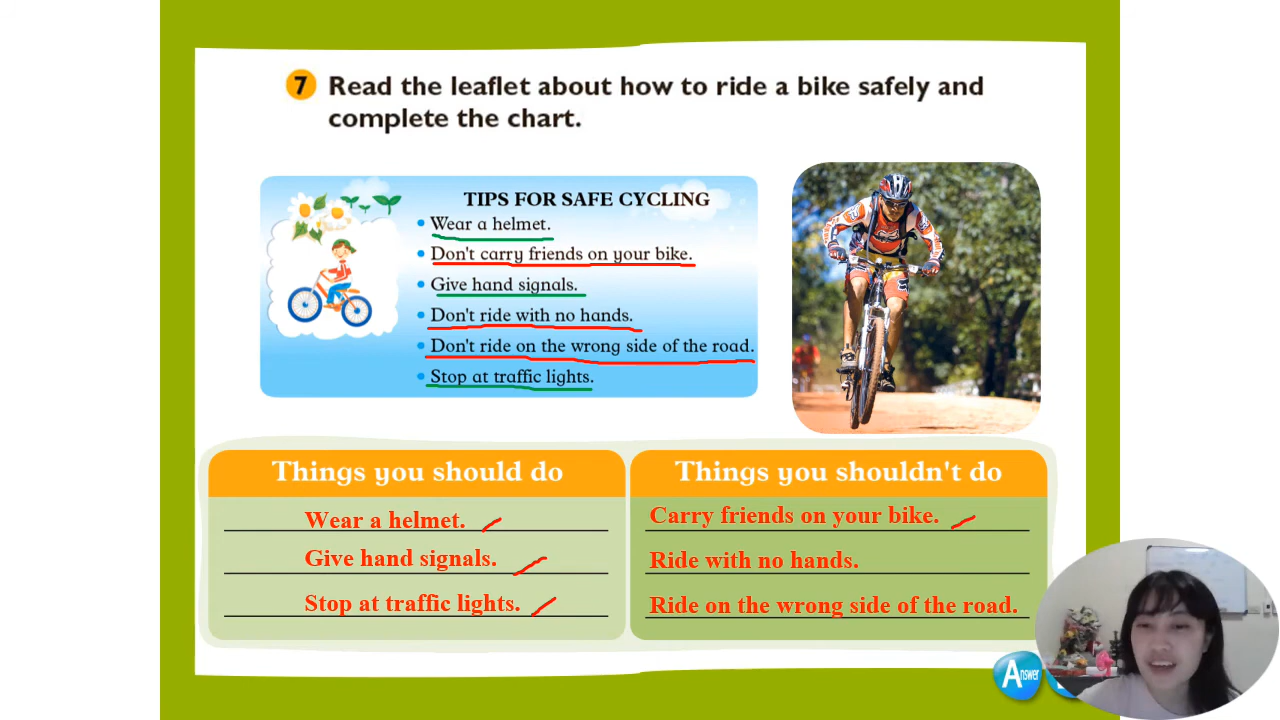 7 Read the leaflet about how to ride a bike safely and
complete the chart.
TIPS FOR SAFE CYCLING
• Wear a helmet.
• Don't carry friends on your bike.
• Give hand signals.
• Don't ride with no hands.
• Don't ride on the wrong side of the road.
• Stop at traffic lights.
Things you should do
Wear a helmet.
Give hand signals.
Stop at traffic lights.
Things you shouldn't do
Carry friends on your bike.
Ride with no hands.
Ride on the wrong side of the road.
Answer